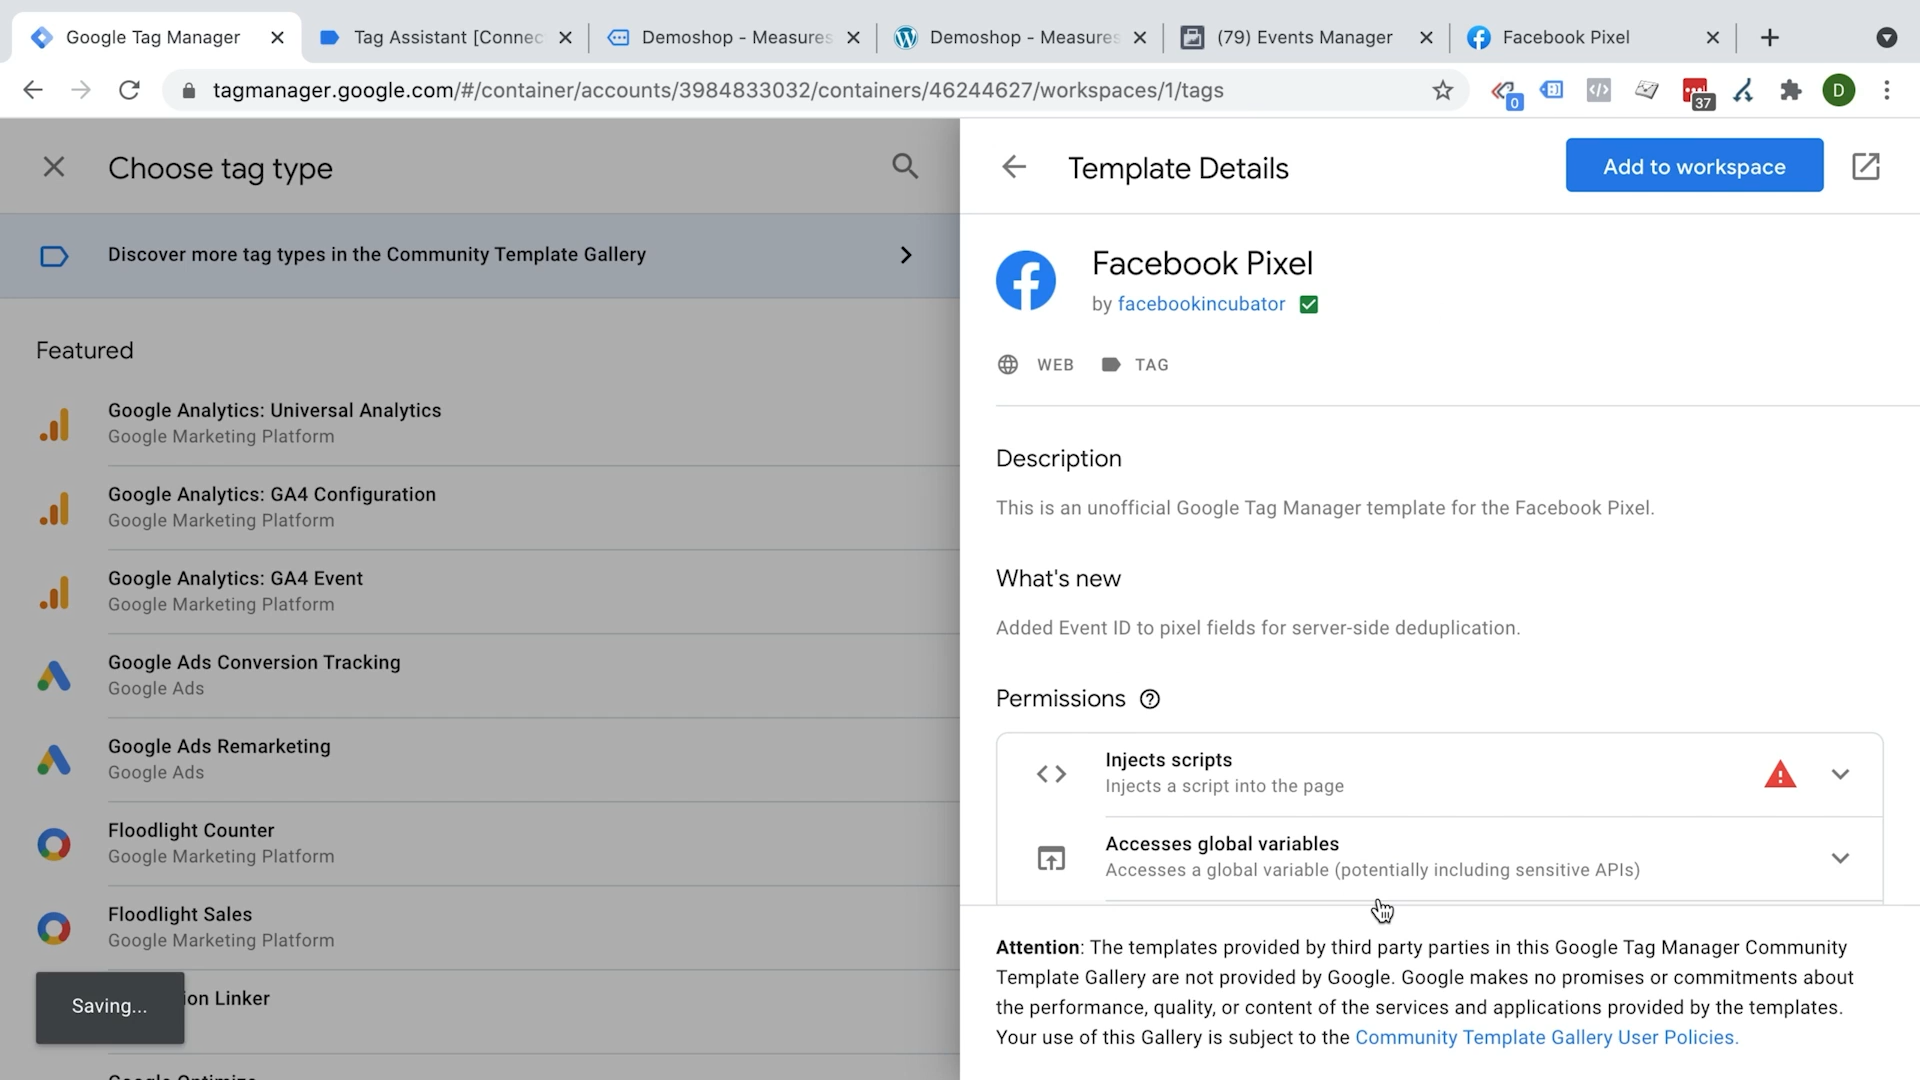 Google Tag Manager
Tag Assistant [Connec
Demoshop - Measures
Demoshop - Measures
(79) Events Manager
Facebook Pixel
tagmanager.google.com/#/container/accounts/3984833032/containers/46244627/workspaces/1/tags
0
37
D
Choose tag type
Discover more tag types in the Community Template Gallery
Featured
Google Analytics: Universal Analytics
Google Marketing Platform
Google Analytics: GA4 Configuration
Google Marketing Platform
Google Analytics: GA4 Event
Google Marketing Platform
Google Ads Conversion Tracking
Google Ads
Google Ads Remarketing
Google Ads
Floodlight Counter
Google Marketing Platform
Floodlight Sales
Google Marketing Platform
ion Linker
Saving...
Template Details
Add to workspace
Facebook Pixel
by facebookincubator
WEB TAG
Description
This is an unofficial Google Tag Manager template for the Facebook Pixel.
What's new
Added Event ID to pixel fields for server-side deduplication.
Permissions
Injects scripts
Injects a script into the page
Accesses global variables
Accesses a global variable (potentially including sensitive APIs)
Attention: The templates provided by third party parties in this Google Tag Manager Community
Template Gallery are not provided by Google. Google makes no promises or commitments about
the performance, quality, or content of the services and applications provided by the templates.
Your use of this Gallery is subject to the Community Template Gallery User Policies.